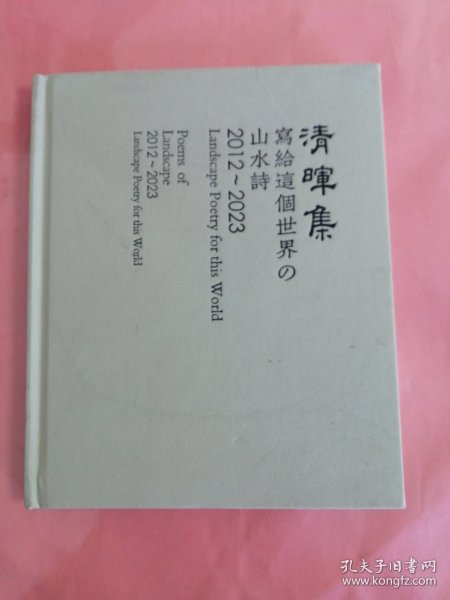 清暉集
寫給這個世界の
山水詩
2012~2023
Landscape Poetry for this World
Poems of
Landscape
2012~2023
Landscape Poetry for this World
孔夫子旧书网
www.kongfz.com